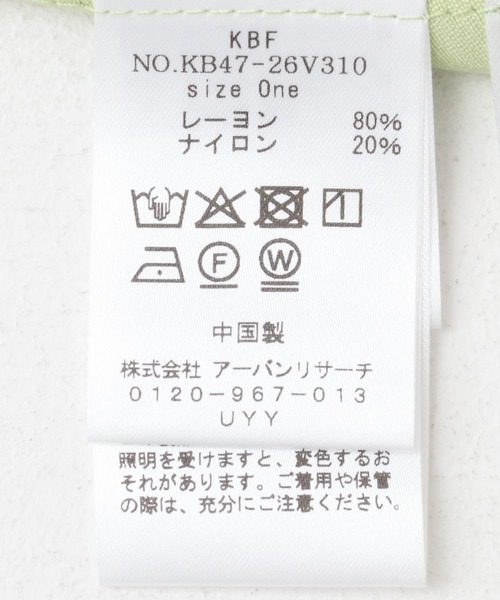 KBF
NO.KB47-26V310
size One
レーヨン 80%
ナイロン 20%
F W
中国製
株式会社 アーバンリサーチ
0120-967-013
UYY
照明を受けますと、変色するお
それがあります。ご着用や保管
の際は、充分にご注意ください。